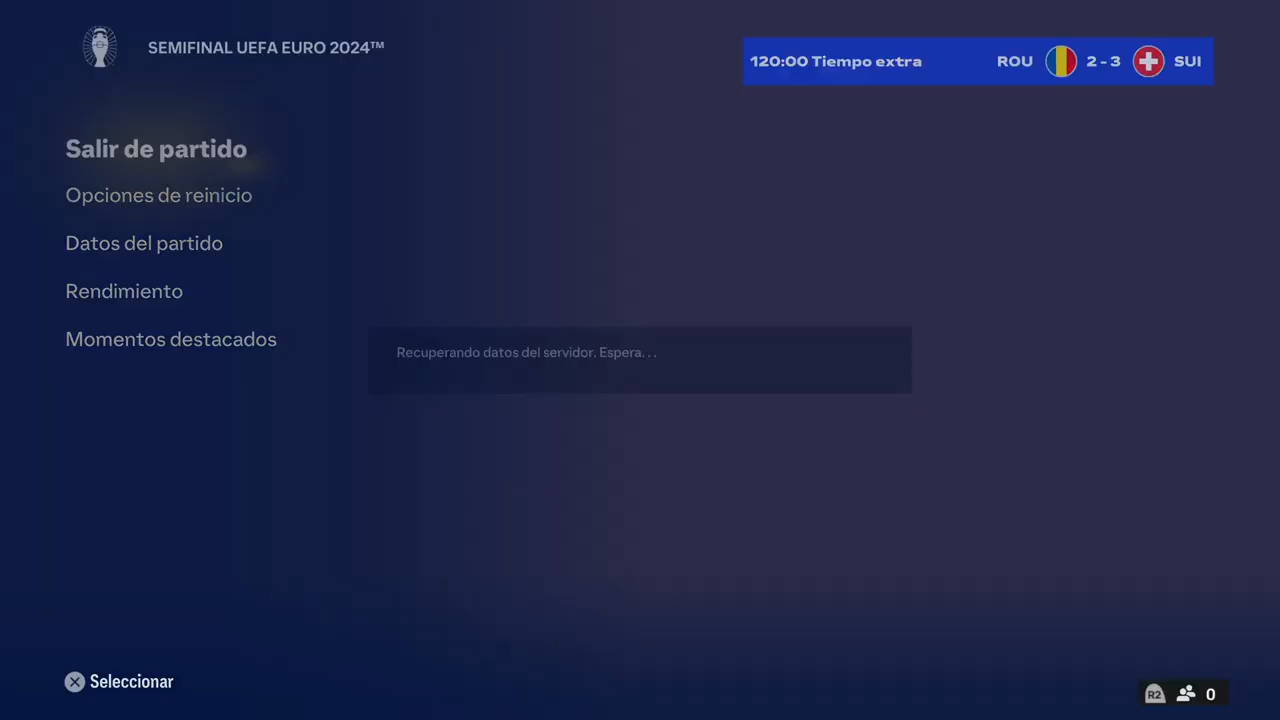 SEMIFINAL UEFA EURO 2024™
120:00 Tiempo extra ROU 2 - 3 SUI
Salir de partido
Opciones de reinicio
Datos del partido
Rendimiento
Momentos destacados
Recuperando datos del servidor. Espera...
Seleccionar
R2 0